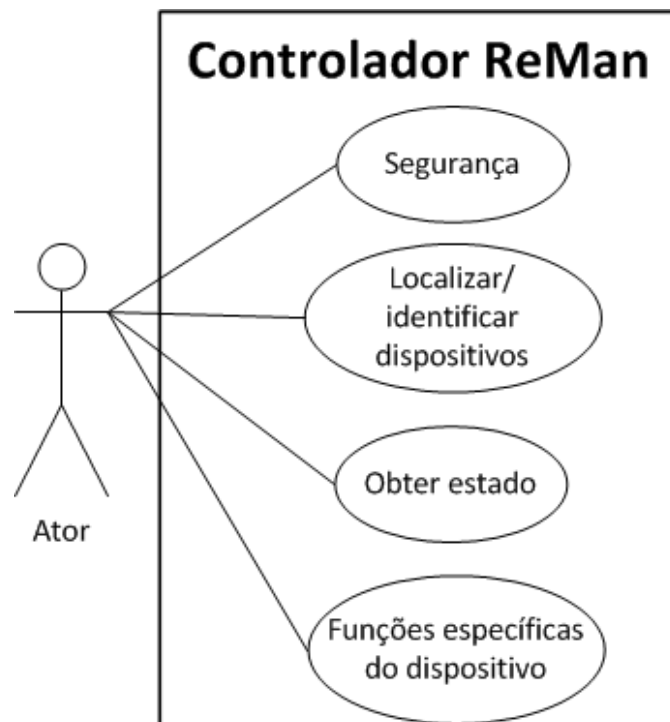 Controlador ReMan
Segurança
Localizar/
identificar
dispositivos
Obter estado
Ator
Funções específicas
do dispositivo